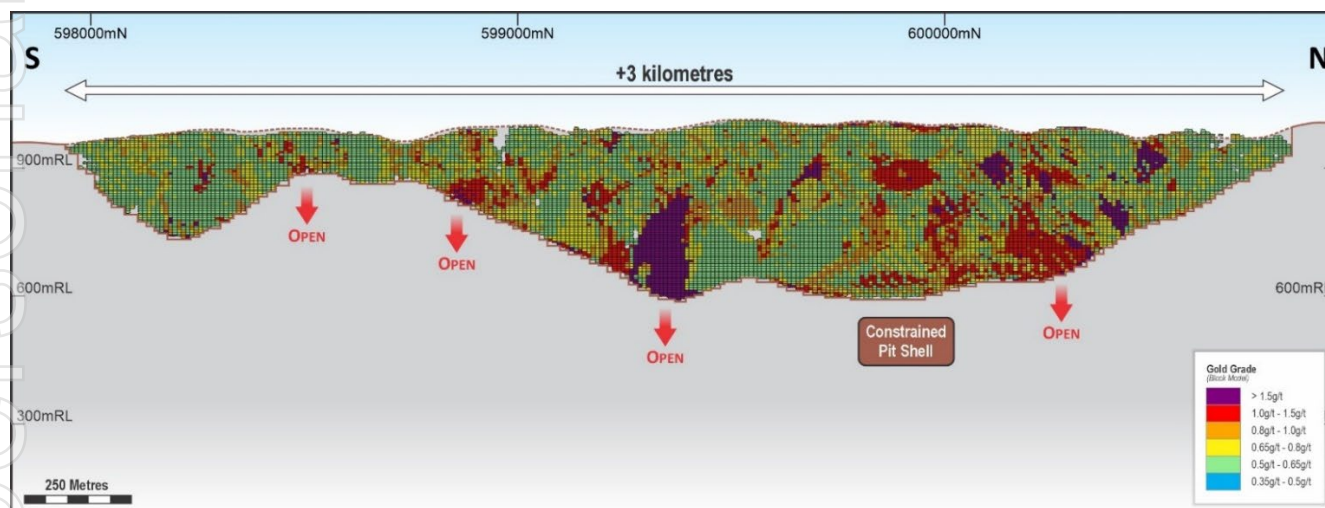 598000mN
599000mN
600000mN
S
N
+3 kilometres
900mRL
OPEN
OPEN
600mRL
600mRL
OPEN
OPEN
Constrained
Pit Shell
Gold Grade
(Block Model)
> 1.5g/t
1.0g/t - 1.5g/t
0.8g/t - 1.0g/t
0.65g/t - 0.8g/t
0.5g/t - 0.65g/t
0.35g/t - 0.5g/t
300mRL
250 Metres